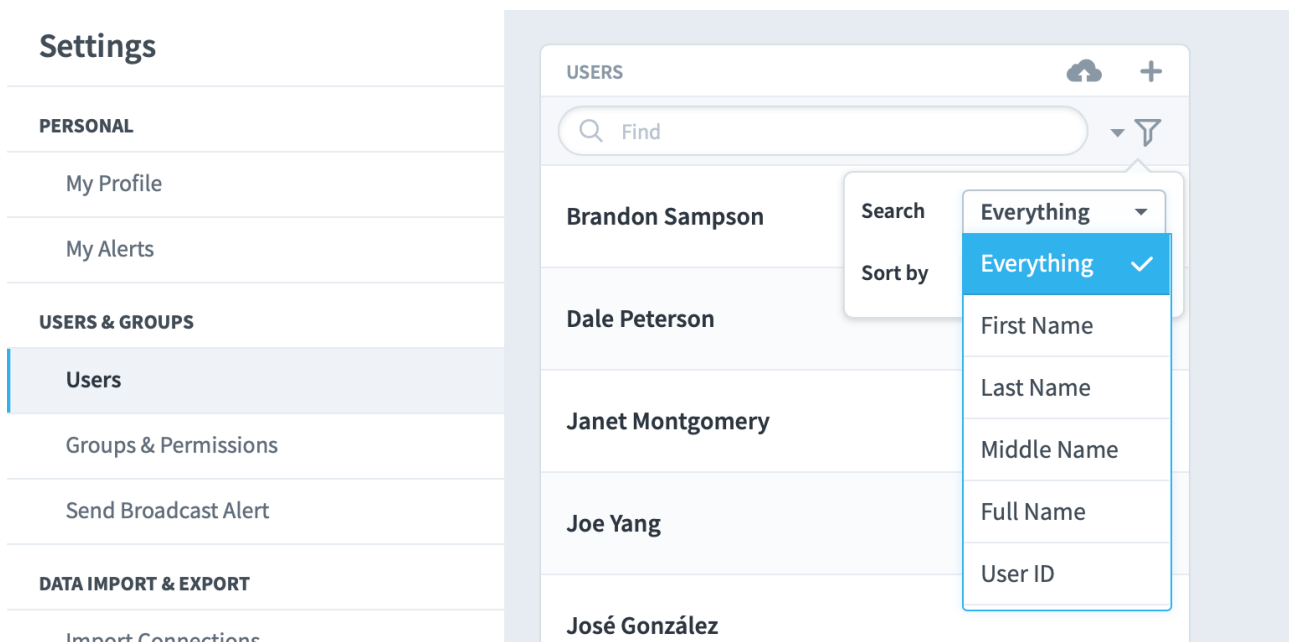 Settings
PERSONAL
My Profile
My Alerts
USERS & GROUPS
Users
Groups & Permissions
Send Broadcast Alert
DATA IMPORT & EXPORT
Import Connections
USERS
Find
Brandon Sampson
Dale Peterson
Janet Montgomery
Joe Yang
José González
Search
Everything
Sort by
Everything
First Name
Last Name
Middle Name
Full Name
User ID